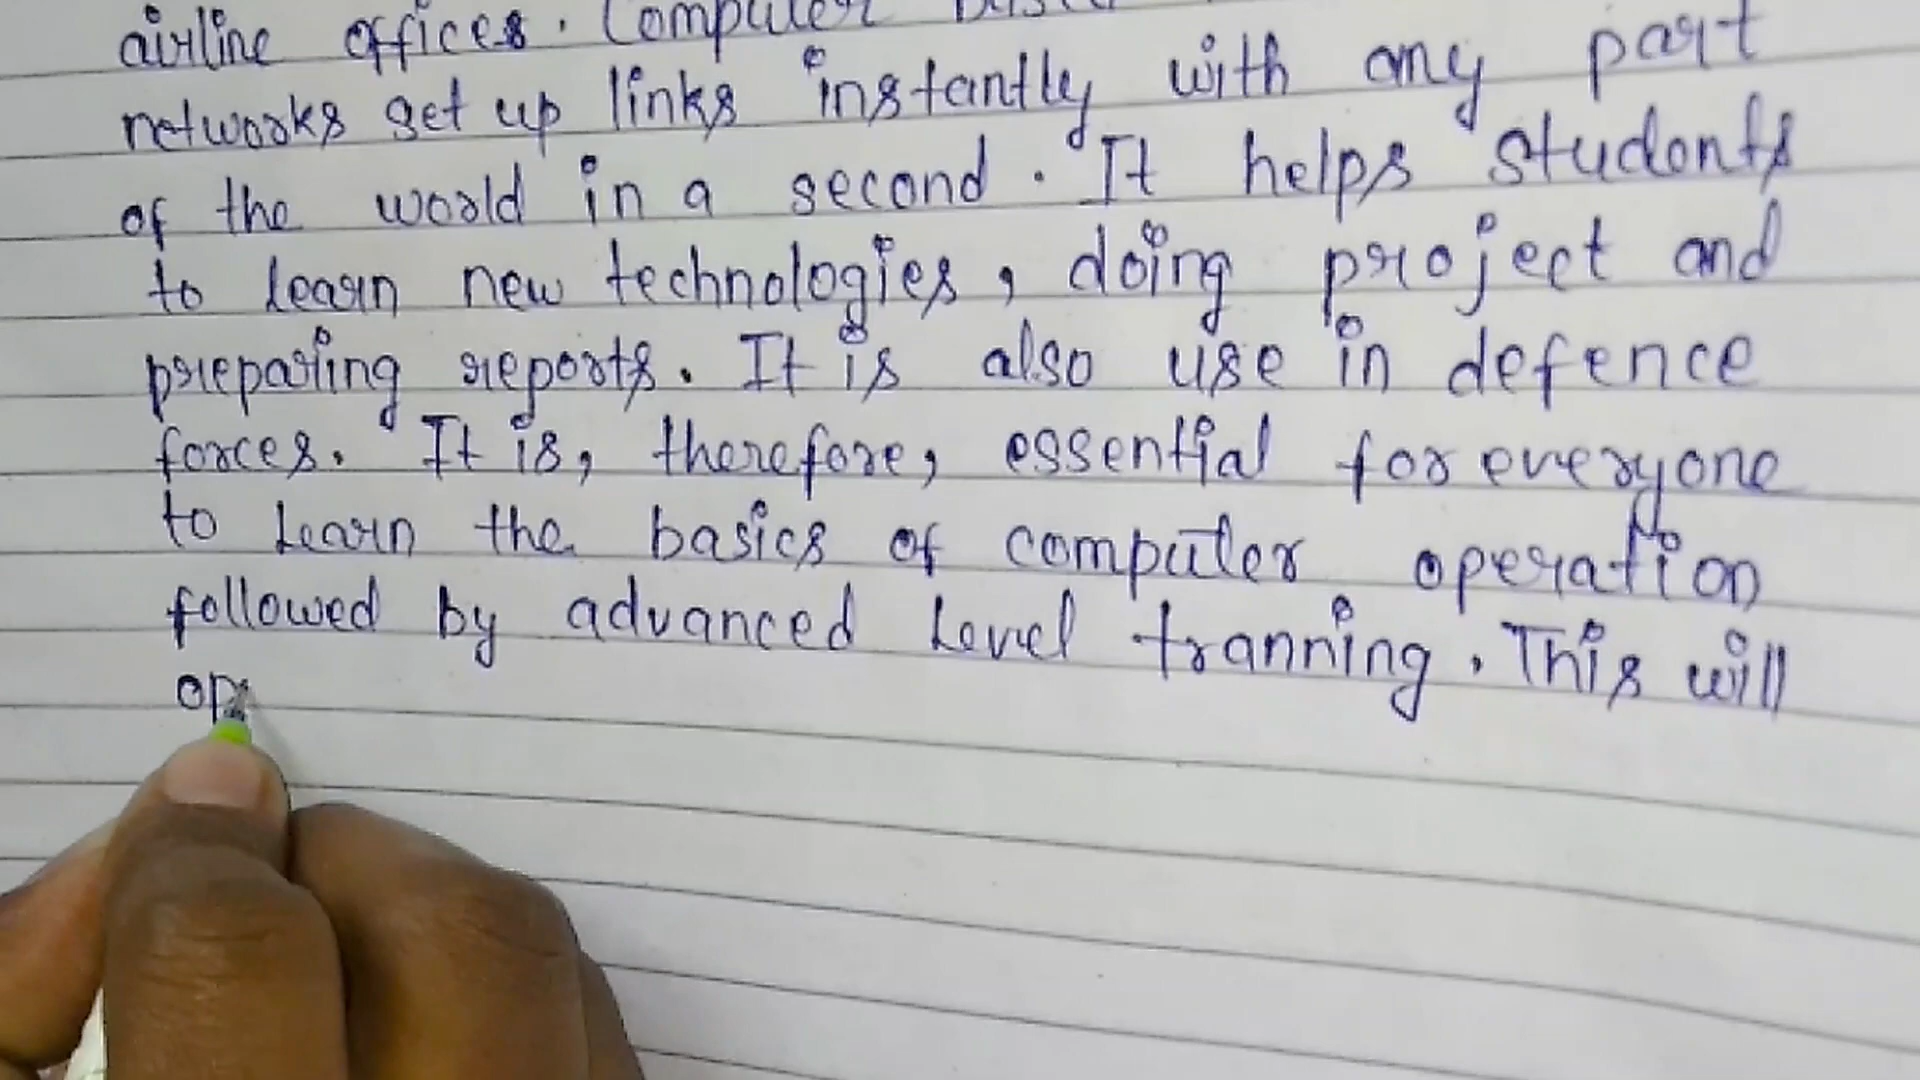 airline offices. Computer
networks set up links instantly with any part
of the world in a second. It helps students
to learn new technologies, doing project and
preparing reports. It is also use in defence
forces. It is, therefore, essential for everyone
to learn the basics of computer operation
followed by advanced level tranning. This will
op